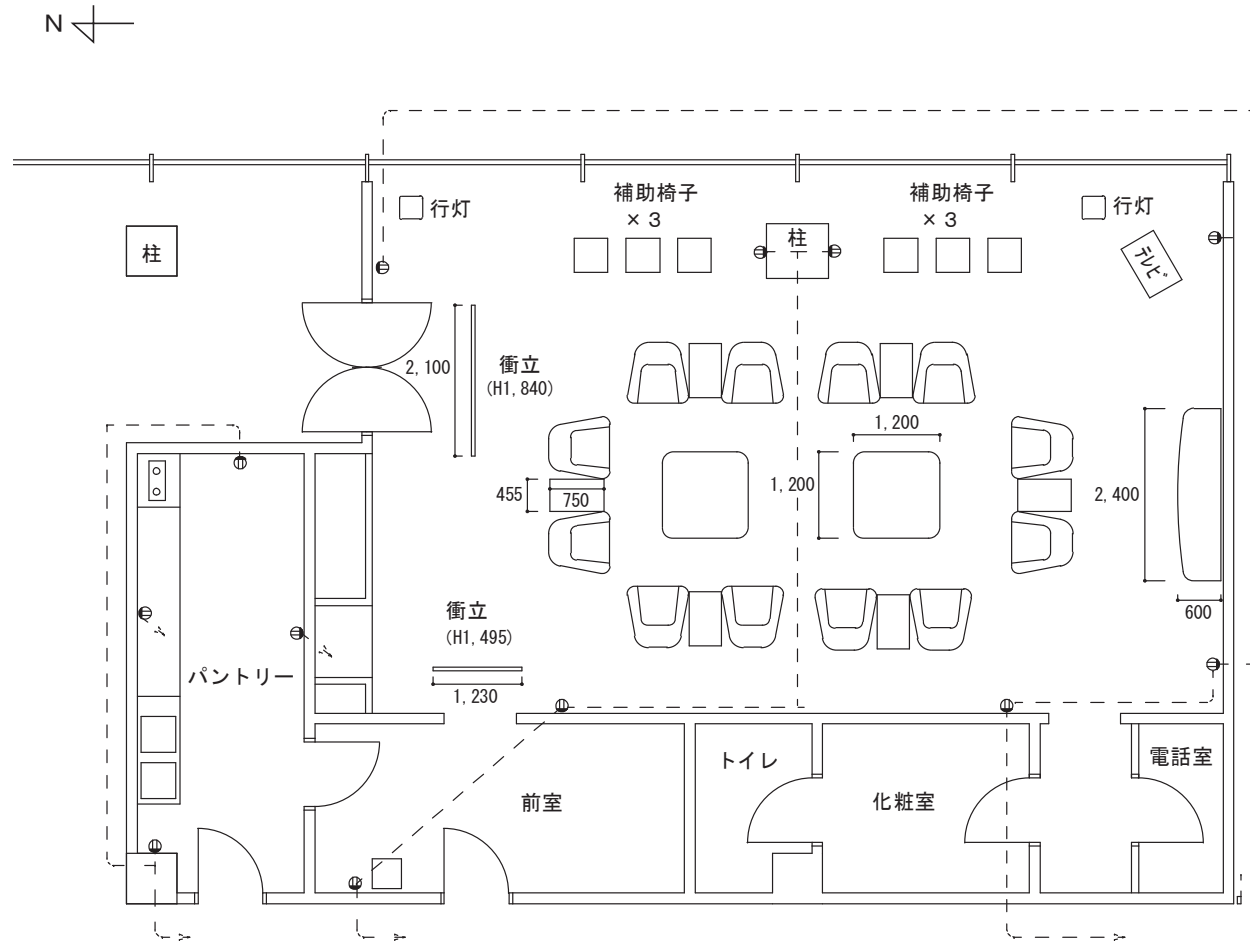 N
補助椅子
× 3
補助椅子
× 3
行灯
行灯
柱
柱
テレビ
2,100
衝立
(H1,840)
1,200
1,200
455
750
2,400
600
衝立
(H1,495)
1,230
パントリー
トイレ
電話室
前室
化粧室